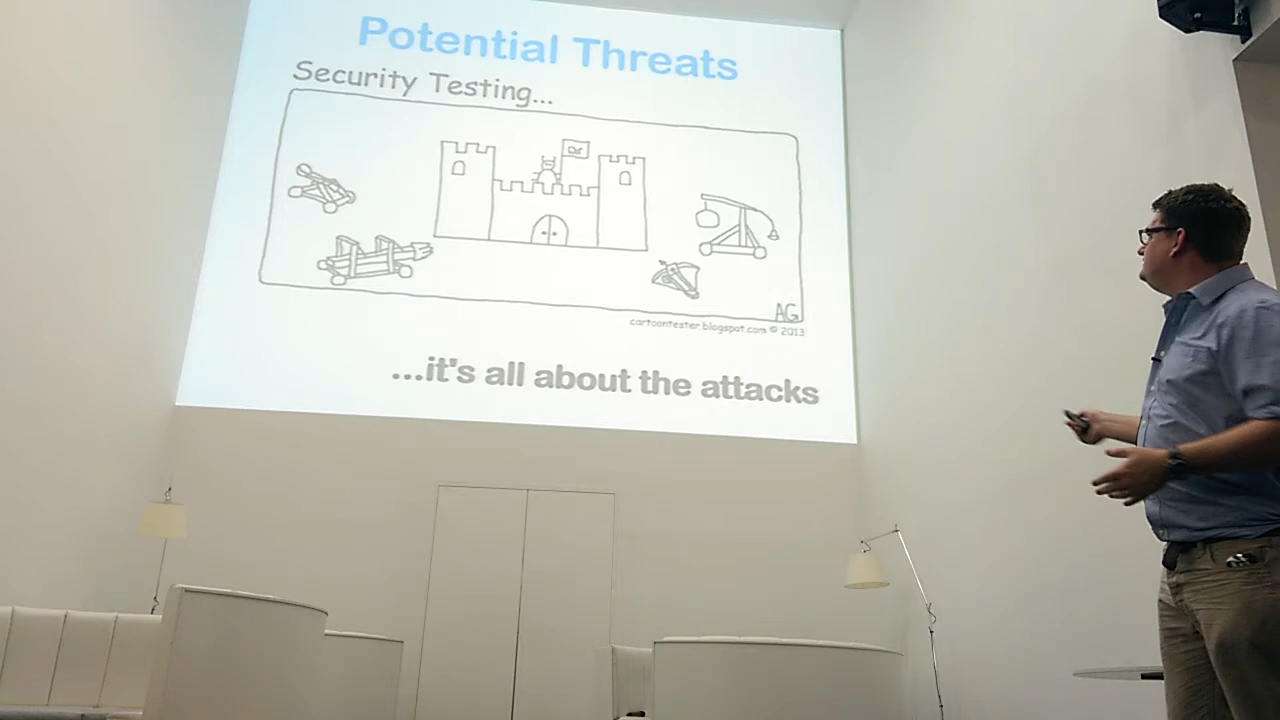 Potential Threats
Security Testing...
AG
cartoontester.blogspot.com © 2013
...it's all about the attacks